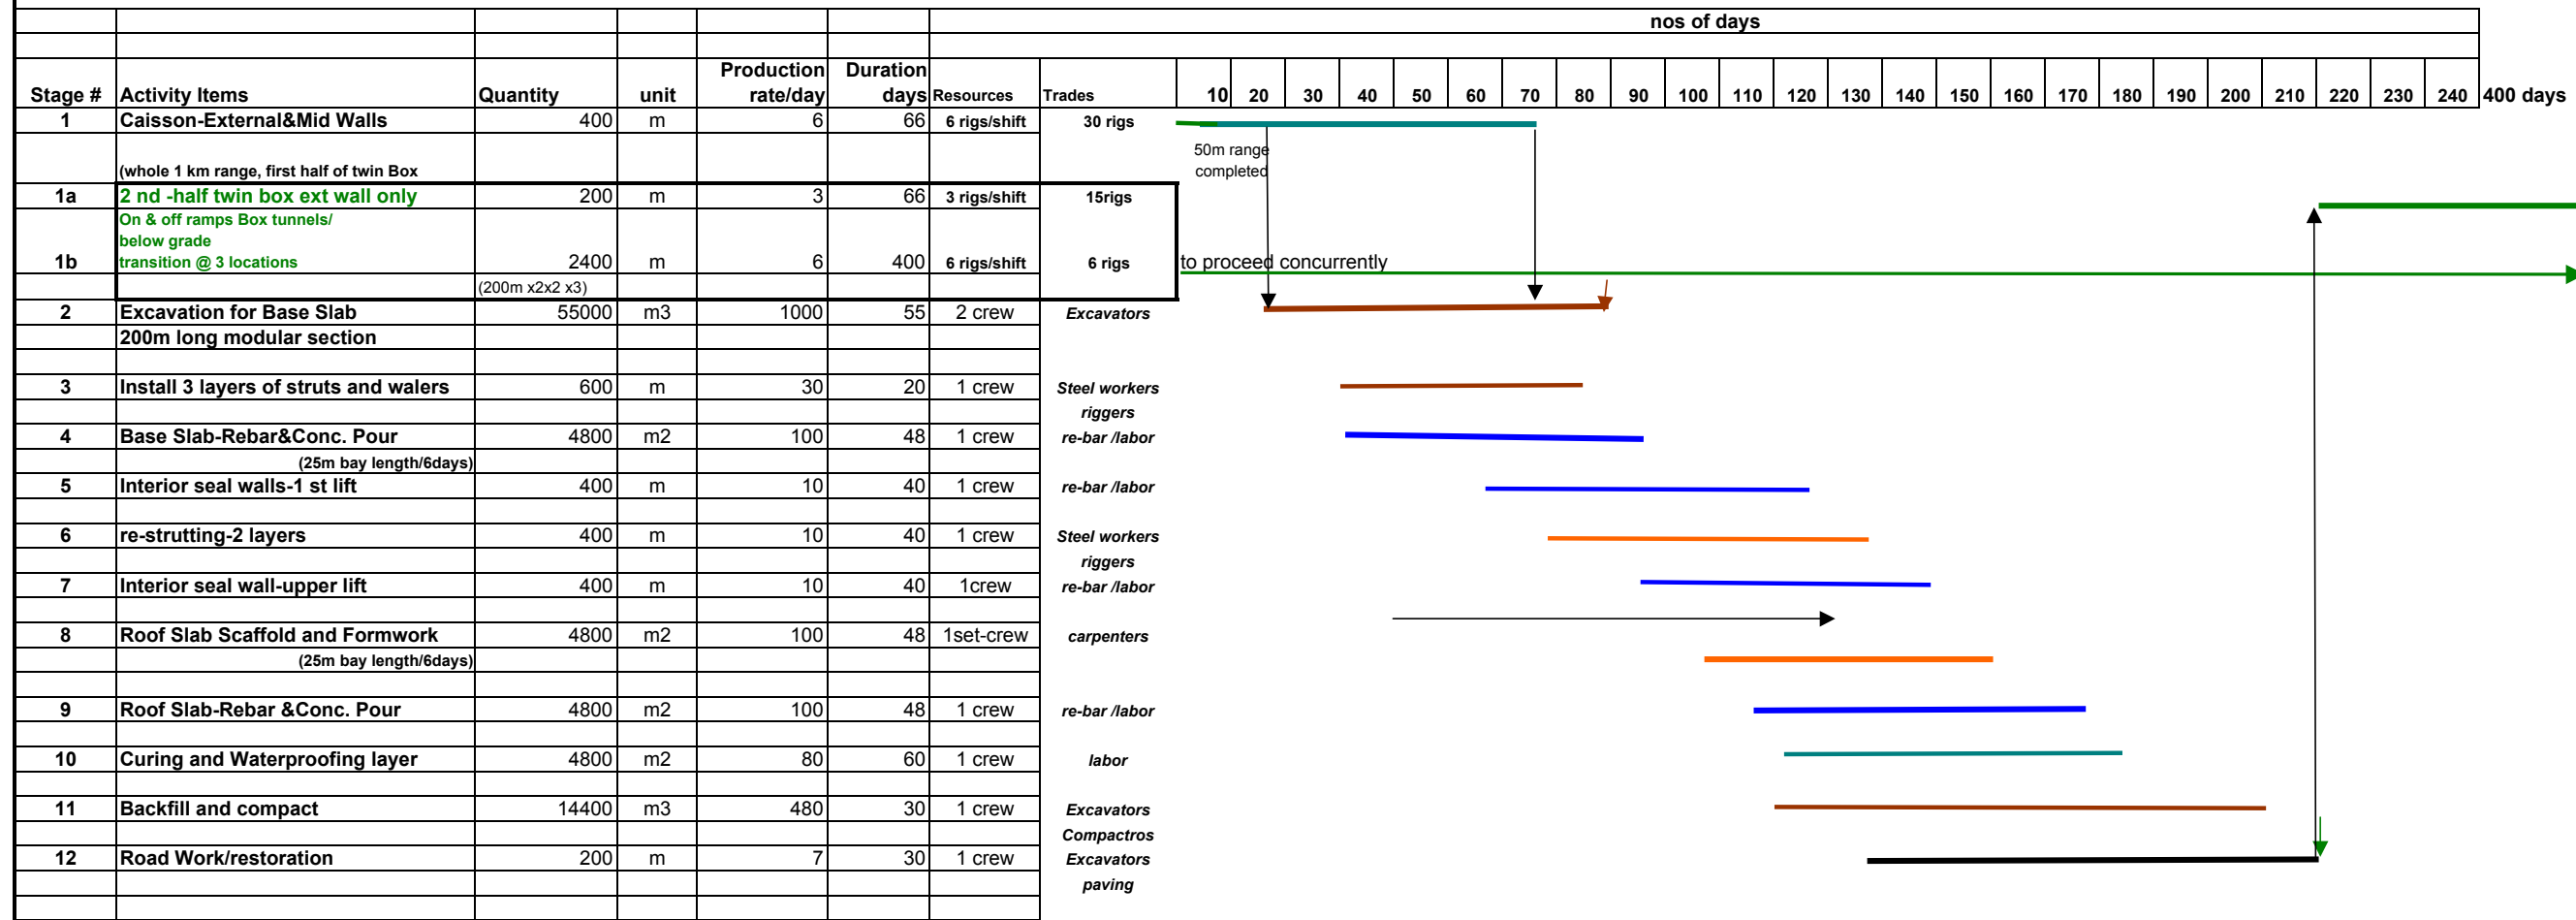 nos of days
Production Duration
Stage # Activity Items Quantity unit rate/day days Resources Trades 10 20 30 40 50 60 70 80 90 100 110 120 130 140 150 160 170 180 190 200 210 220 230 240 400 days
1 Caisson-External&Mid Walls 400 m 6 66 6 rigs/shift 30 rigs
50m range
(whole 1 km range, first half of twin Box completed
1a 2 nd -half twin box ext wall only 200 m 3 66 3 rigs/shift 15rigs
On & off ramps Box tunnels/
below grade
1b transition @ 3 locations 2400 m 6 400 6 rigs/shift 6 rigs to proceed concurrently
(200m x2x2 x3)
2 Excavation for Base Slab 55000 m3 1000 55 2 crew Excavators
200m long modular section
3 Install 3 layers of struts and walers 600 m 30 20 1 crew Steel workers
riggers
4 Base Slab-Rebar&Conc. Pour 4800 m2 100 48 1 crew re-bar /labor
(25m bay length/6days)
5 Interior seal walls-1 st lift 400 m 10 40 1 crew re-bar /labor
6 re-strutting-2 layers 400 m 10 40 1 crew Steel workers
riggers
7 Interior seal wall-upper lift 400 m 10 40 1crew re-bar /labor
8 Roof Slab Scaffold and Formwork 4800 m2 100 48 1set-crew carpenters
(25m bay length/6days)
9 Roof Slab-Rebar &Conc. Pour 4800 m2 100 48 1 crew re-bar /labor
10 Curing and Waterproofing layer 4800 m2 80 60 1 crew labor
11 Backfill and compact 14400 m3 480 30 1 crew Excavators
Compactros
12 Road Work/restoration 200 m 7 30 1 crew Excavators
paving